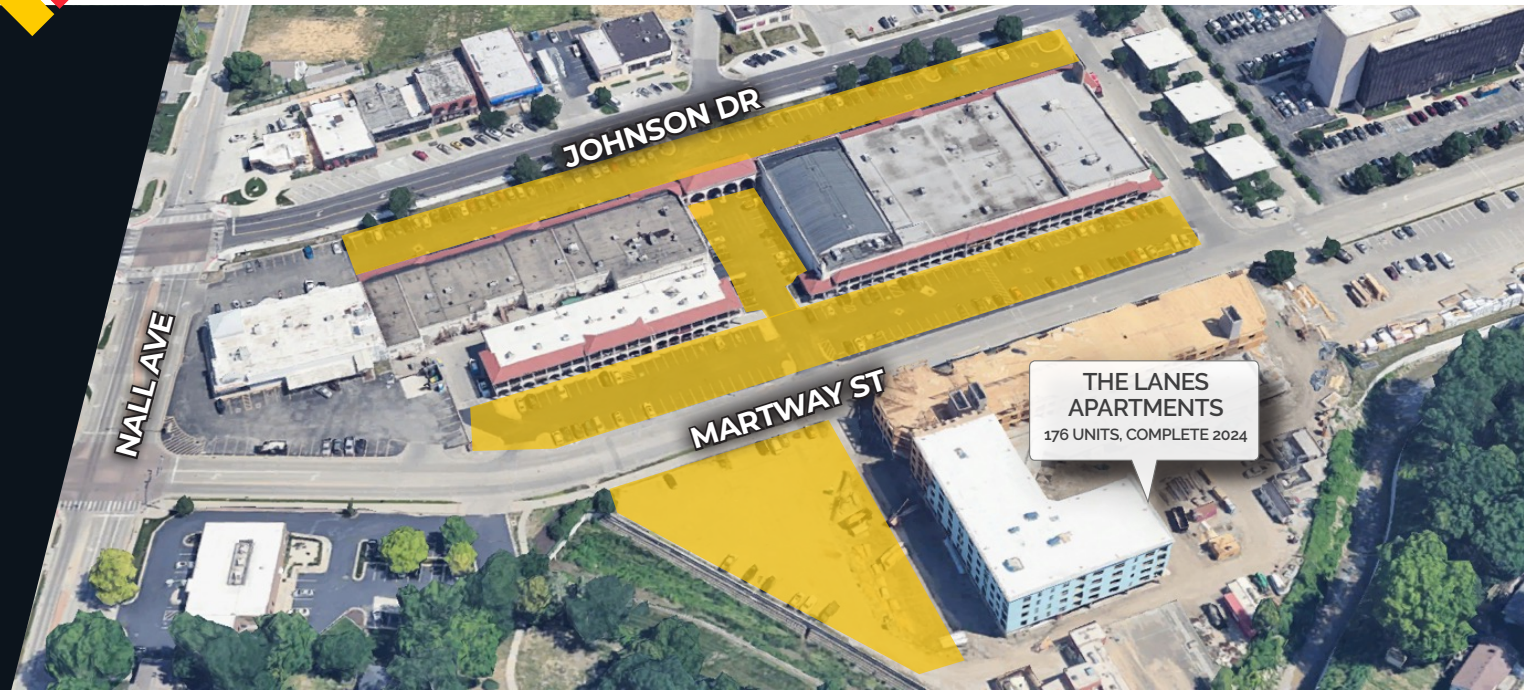 JOHNSON DR
NALL AVE
MARTWAY ST
THE LANES
APARTMENTS
176 UNITS, COMPLETE 2024